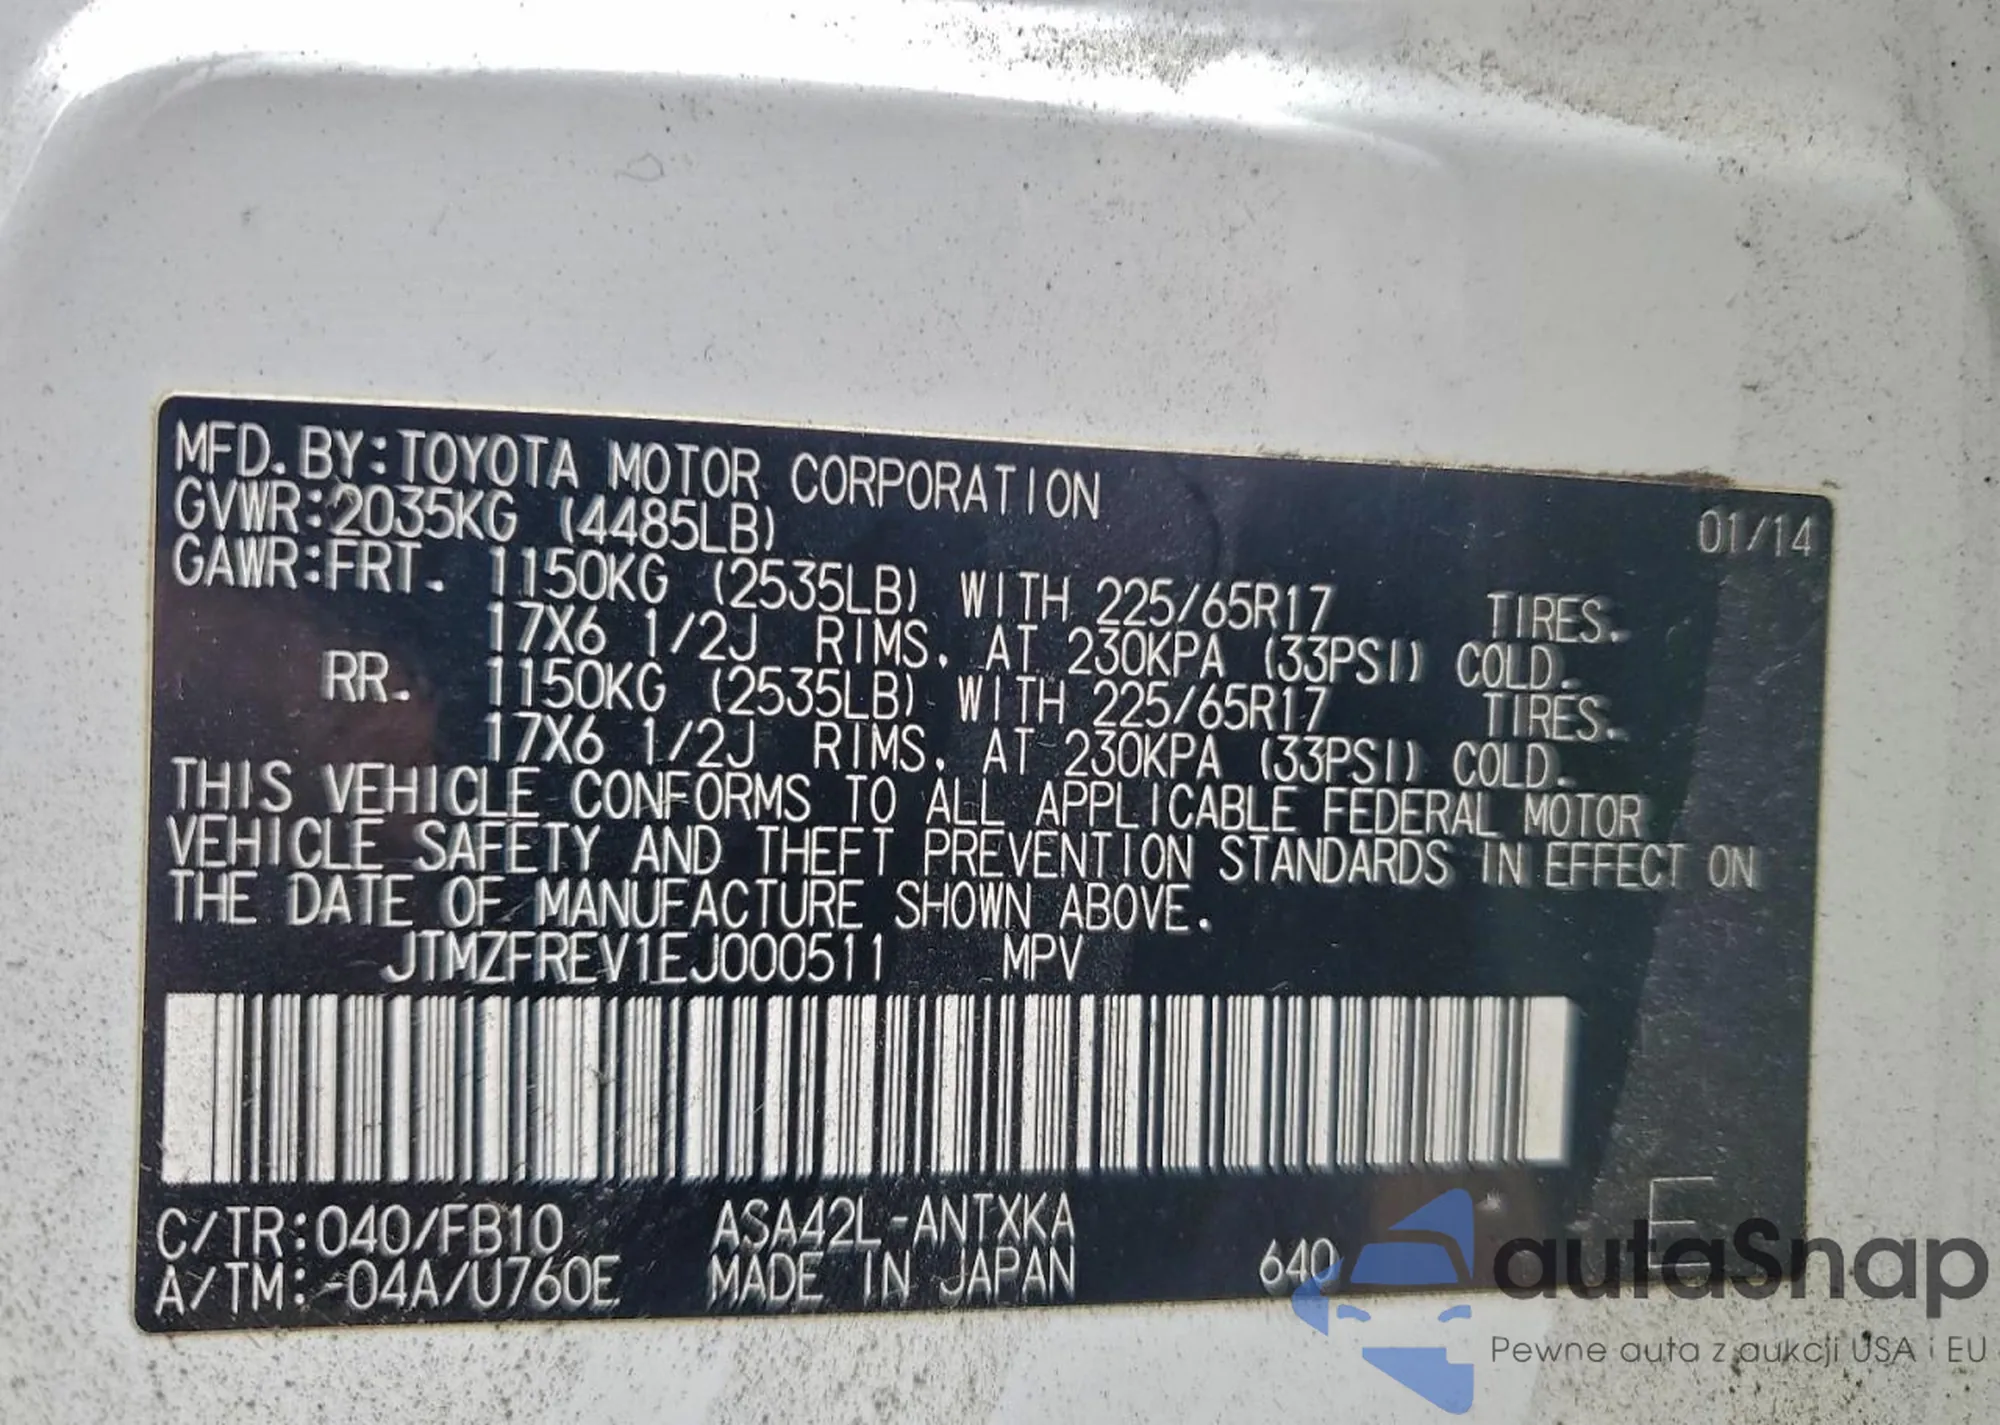 MFD. BY: TOYOTA MOTOR CORPORATION
01/14
GVWR: 2035KG (4485LB)
GAWR: FRT. 1150KG (2535LB) WITH 225/65R17 TIRES.
17X6 1/2J RIMS, AT 230KPA (33PSI) COLD.
RR. 1150KG (2535LB) WITH 225/65R17 TIRES.
17X6 1/2J RIMS, AT 230KPA (33PSI) COLD.
THIS VEHICLE CONFORMS TO ALL APPLICABLE FEDERAL MOTOR
VEHICLE SAFETY AND THEFT PREVENTION STANDARDS IN EFFECT ON
THE DATE OF MANUFACTURE SHOWN ABOVE.
JTMZFREV1EJ000511 MPV
C/TR: 040/FB10 ASA42L-ANTXKA E
A/TM: -04A/U760E MADE IN JAPAN 640
autaSnap
Pewne auta z aukcji USA i EU